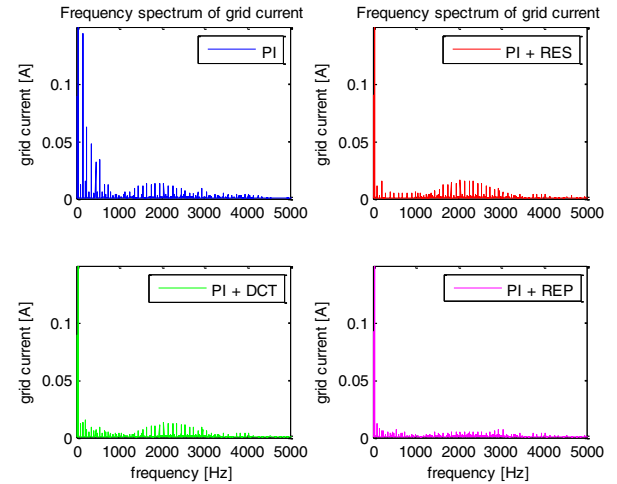 Frequency spectrum of grid current
Frequency spectrum of grid current
grid current [A]
0.1
0.05
0
PI
0 1000 2000 3000 4000 5000
grid current [A]
0.1
0.05
0
PI + RES
0 1000 2000 3000 4000 5000
grid current [A]
0.1
0.05
0
PI + DCT
0 1000 2000 3000 4000 5000
frequency [Hz]
grid current [A]
0.1
0.05
0
PI + REP
0 1000 2000 3000 4000 5000
frequency [Hz]